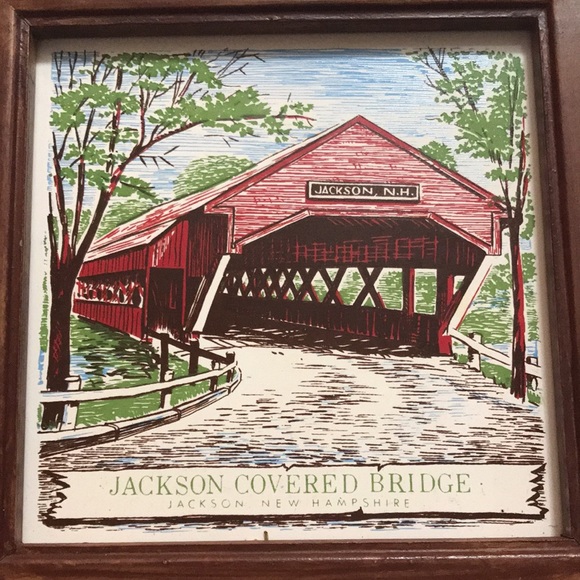 JACKSON, N.H.
· JACKSON COVERED BRIDGE ·
JACKSON NEW HAMPSHIRE